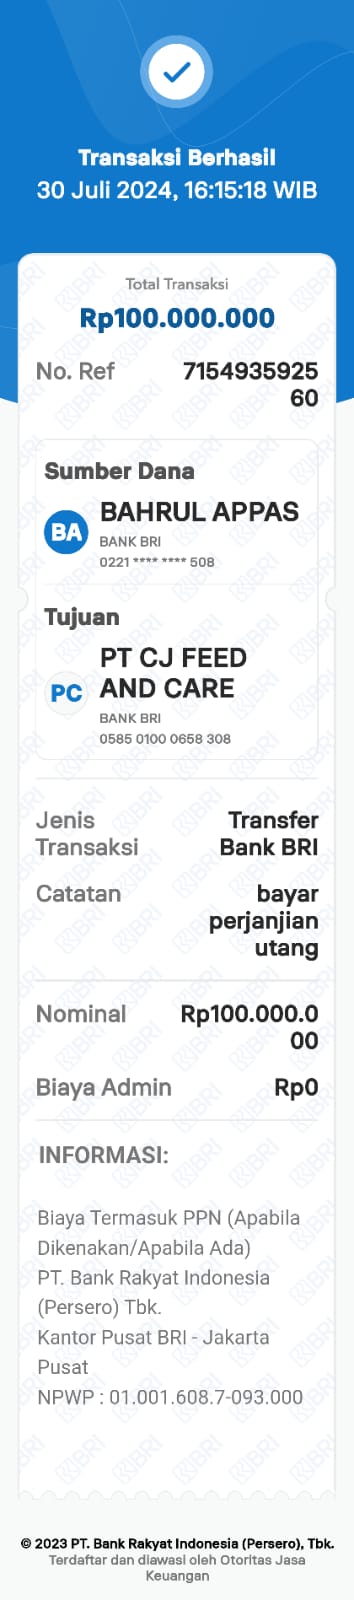 Transaksi Berhasil
30 Juli 2024, 16:15:18 WIB
Total Transaksi
Rp100.000.000
No. Ref 7154935925
60
Sumber Dana
BA
BAHRUL APPAS
BANK BRI
0221 **** **** 508
Tujuan
PC
PT CJ FEED
AND CARE
BANK BRI
0585 0100 0658 308
Jenis Transfer
Transaksi Bank BRI
Catatan bayar
perjanjian
utang
Nominal Rp100.000.0
00
Biaya Admin Rp0
INFORMASI:
Biaya Termasuk PPN (Apabila
Dikenakan/Apabila Ada)
PT. Bank Rakyat Indonesia
(Persero) Tbk.
Kantor Pusat BRI - Jakarta
Pusat
NPWP : 01.001.608.7-093.000
© 2023 PT. Bank Rakyat Indonesia (Persero), Tbk.
Terdaftar dan diawasi oleh Otoritas Jasa
Keuangan